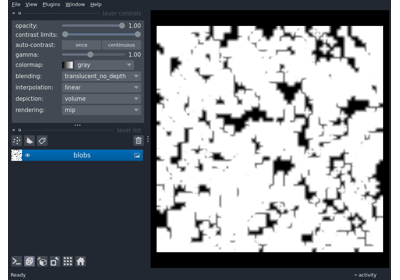 File View Plugins Window Help
layer controls
opacity: 1.00
contrast limits:
auto-contrast: once continuous
gamma: 1.00
colormap: gray
blending: translucent_no_depth
interpolation: linear
depiction: volume
rendering: mip
layer list
blobs
Ready activity